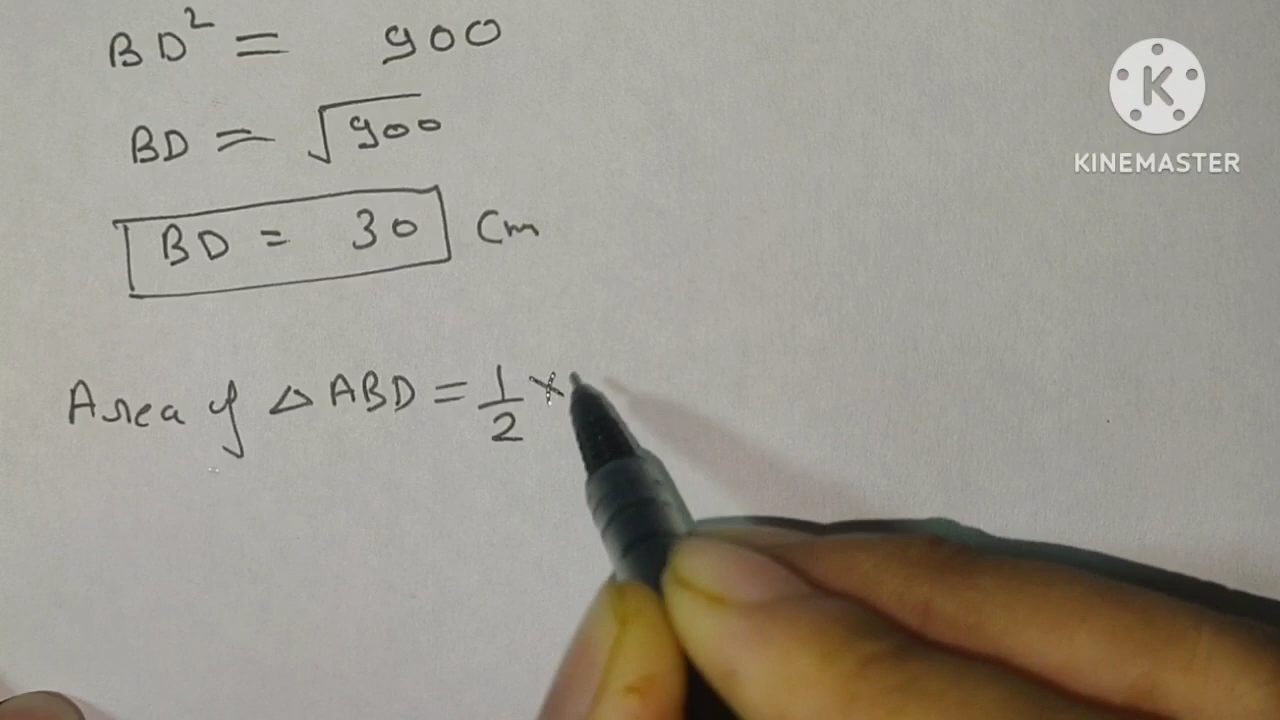 BD² = 900
BD = √900
BD = 30 Cm
Area of △ABD = 1/2 ×
K
KINEMASTER